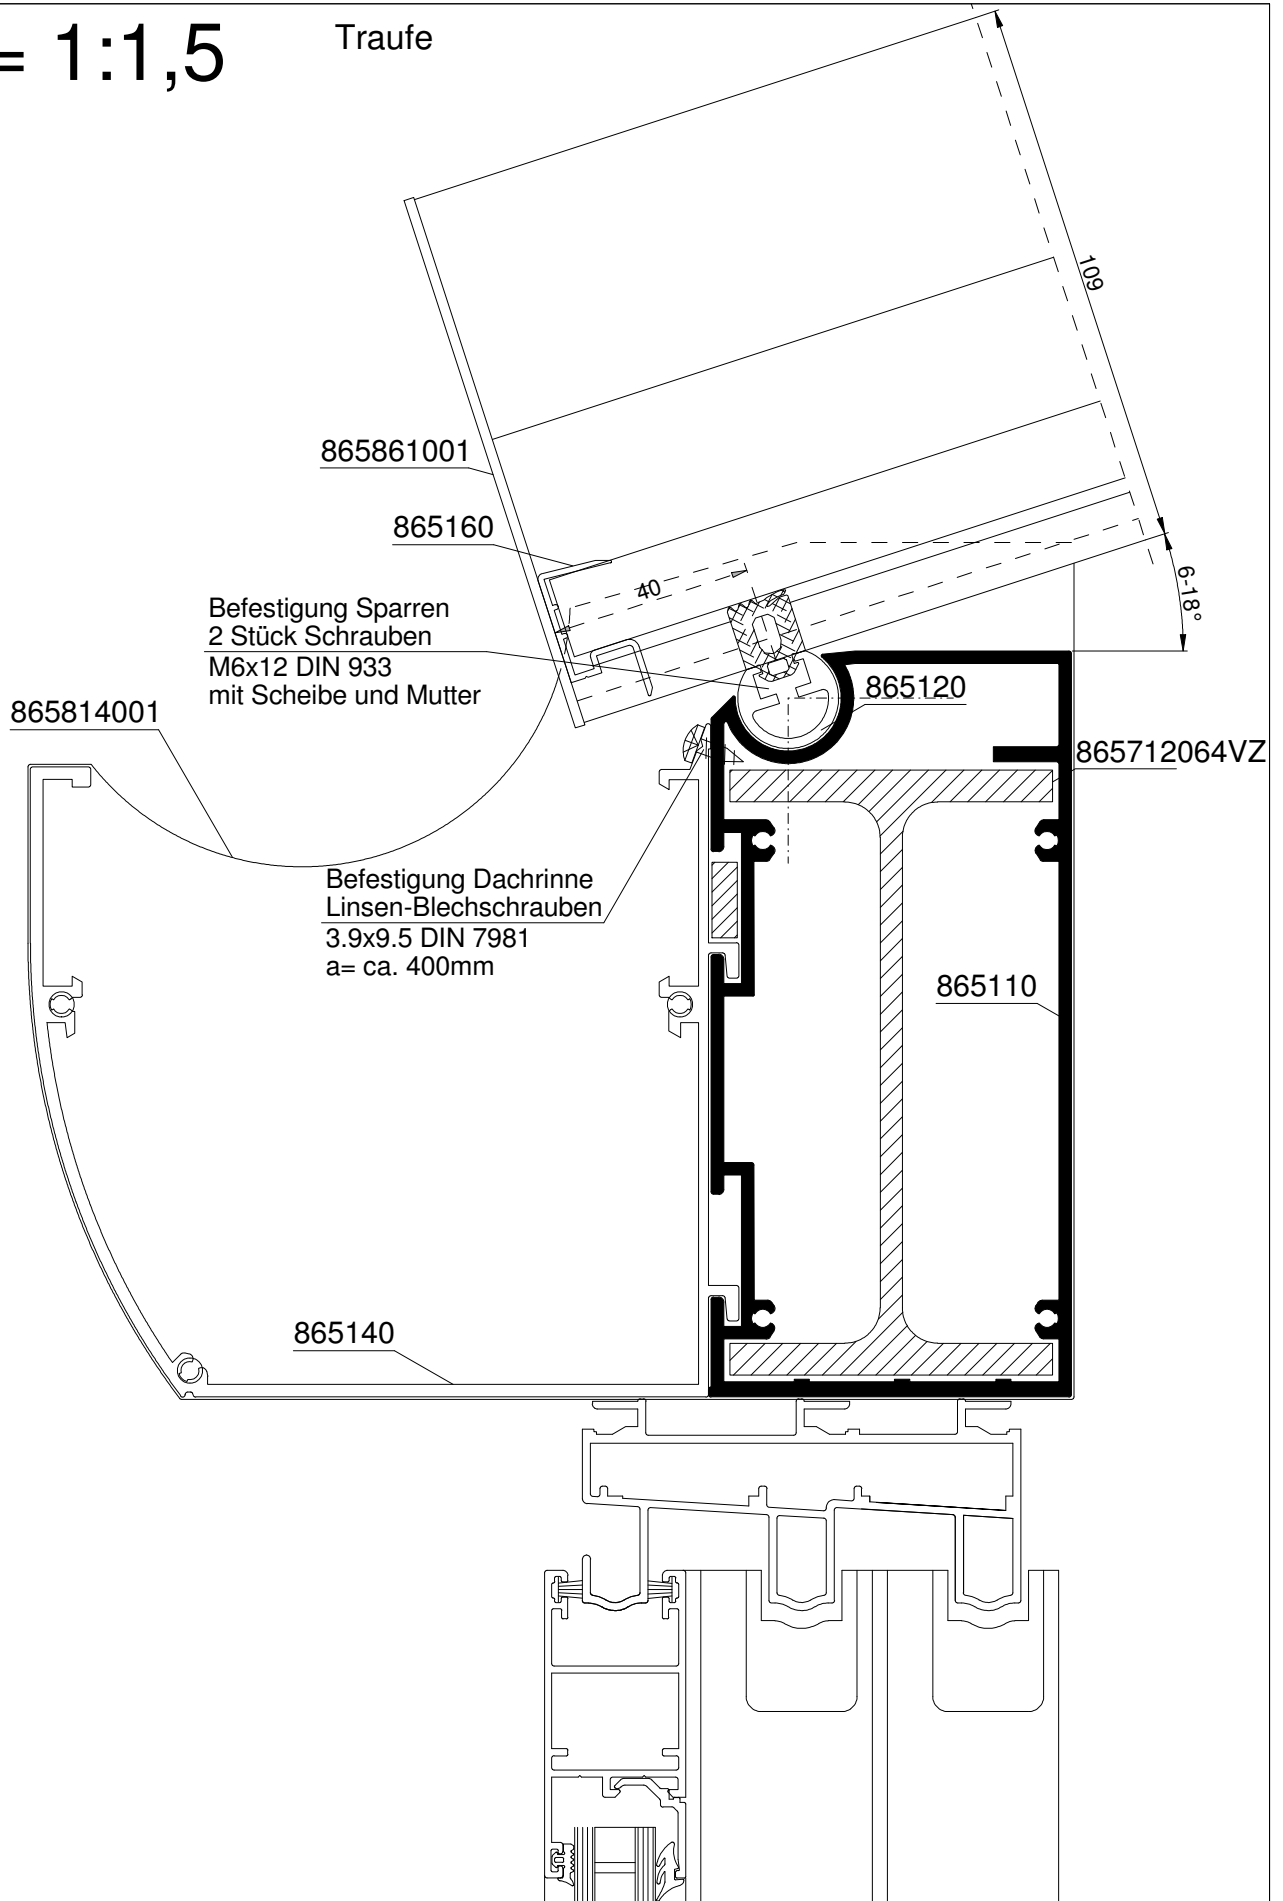 = 1:1,5
Traufe
109
865861001
865160
40
6-18°
Befestigung Sparren
2 Stück Schrauben
M6x12 DIN 933
mit Scheibe und Mutter
865120
865814001
865712064VZ
Befestigung Dachrinne
Linsen-Blechschrauben
3.9x9.5 DIN 7981
a= ca. 400mm
865110
865140